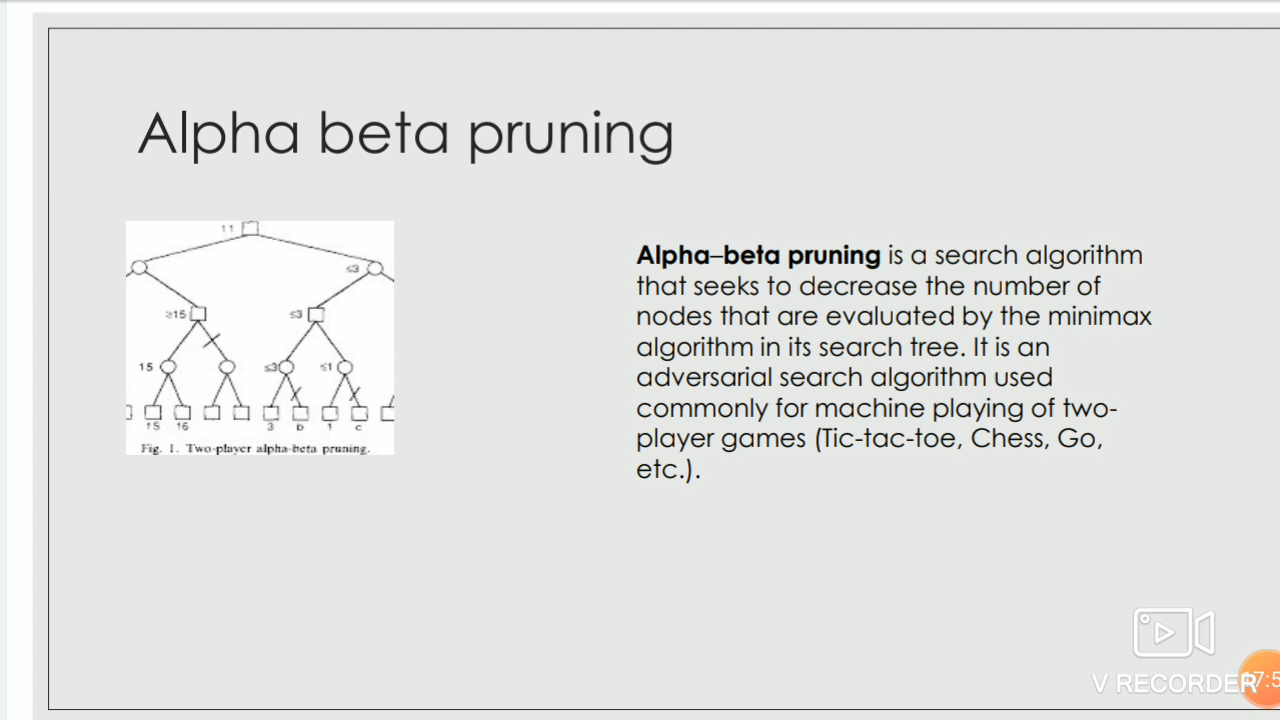 Alpha beta pruning
11
≤3
≥15
≤3
15
≤3
≤1
15 16 3 b 1 c
Fig. 1. Two-player alpha-beta pruning.
Alpha–beta pruning is a search algorithm
that seeks to decrease the number of
nodes that are evaluated by the minimax
algorithm in its search tree. It is an
adversarial search algorithm used
commonly for machine playing of two-
player games (Tic-tac-toe, Chess, Go,
etc.).
V RECORDER